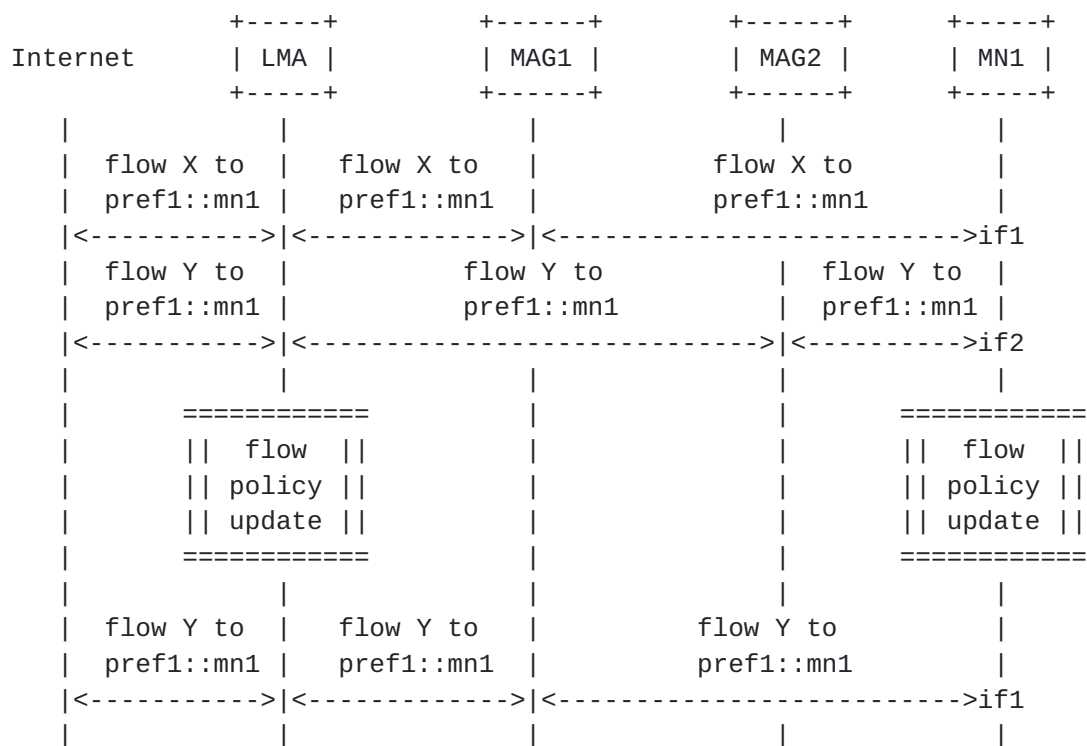 +-----+         +------+        +------+      +-----+
 Internet      | LMA |         | MAG1 |        | MAG2 |      | MN1 |
               +-----+         +------+        +------+      +-----+
    |             |               |               |             |
    |  flow X to  |   flow X to   |           flow X to         |
    |  pref1::mn1 |   pref1::mn1  |           pref1::mn1        |
    |<----------->|<------------->|<--------------------------->if1
    |  flow Y to  |           flow Y to           |  flow Y to  |
    |  pref1::mn1 |           pref1::mn1          |  pref1::mn1 |
    |<----------->|<----------------------------->|<---------->if2
    |             |               |               |             |
    |       ============          |               |       ============
    |       ||  flow  ||          |               |       ||  flow  ||
    |       || policy ||          |               |       || policy ||
    |       || update ||          |               |       || update ||
    |       ============          |               |       ============
    |             |               |               |             |
    |  flow Y to  |   flow Y to   |          flow Y to          |
    |  pref1::mn1 |   pref1::mn1  |          pref1::mn1         |
    |<----------->|<------------->|<--------------------------->if1
    |             |               |               |             |